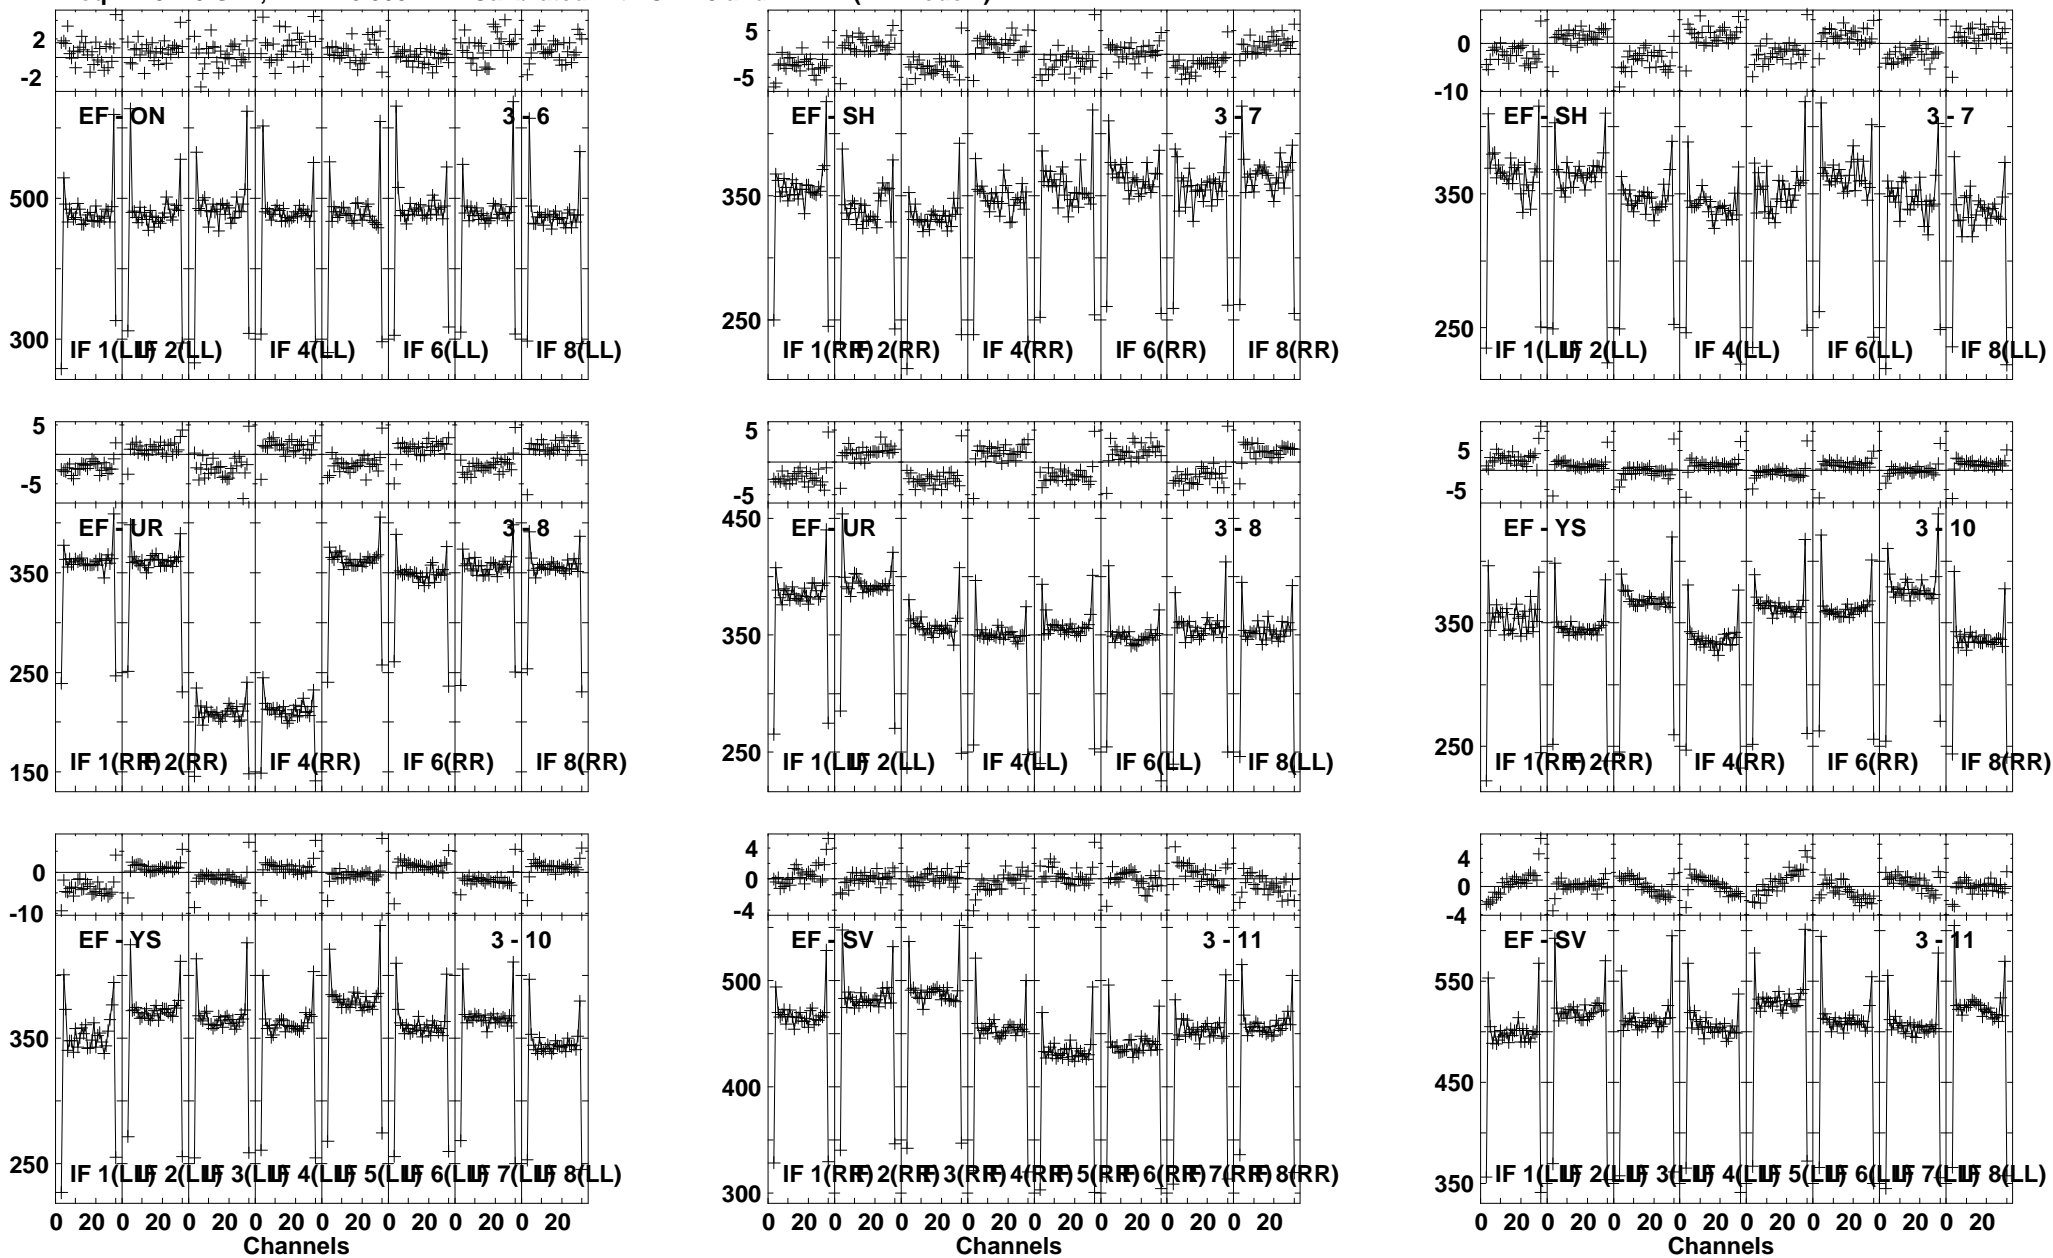 2
-2
EF - ON 3 - 6
500
300
IF 1(LL) IF 2(LL) IF 4(LL) IF 6(LL) IF 8(LL)
5
-5
EF - SH 3 - 7
350
250
IF 1(RR) IF 2(RR) IF 4(RR) IF 6(RR) IF 8(RR)
0
-10
EF - SH 3 - 7
350
250
IF 1(LL) IF 2(LL) IF 4(LL) IF 6(LL) IF 8(LL)
5
-5
EF - UR 3 - 8
350
250
150
IF 1(RR) IF 2(RR) IF 4(RR) IF 6(RR) IF 8(RR)
5
-5
450
EF - UR 3 - 8
350
250
IF 1(LL) IF 2(LL) IF 4(LL) IF 6(LL) IF 8(LL)
5
-5
EF - YS 3 - 10
350
250
IF 1(RR) IF 2(RR) IF 4(RR) IF 6(RR) IF 8(RR)
0
-10
EF - YS 3 - 10
350
250
IF 1(LL) IF 2(LL) IF 3(LL) IF 4(LL) IF 5(LL) IF 6(LL) IF 7(LL) IF 8(LL)
0 20 0 20 0 20 0 20 0 20 0 20 0 20 0 20
Channels
4
0
-4
EF - SV 3 - 11
500
400
300
IF 1(RR) IF 2(RR) IF 3(RR) IF 4(RR) IF 5(RR) IF 6(RR) IF 7(RR) IF 8(RR)
0 20 0 20 0 20 0 20 0 20 0 20 0 20 0 20
Channels
4
0
-4
EF - SV 3 - 11
550
450
350
IF 1(LL) IF 2(LL) IF 3(LL) IF 4(LL) IF 5(LL) IF 6(LL) IF 7(LL) IF 8(LL)
0 20 0 20 0 20 0 20 0 20 0 20 0 20 0 20
Channels